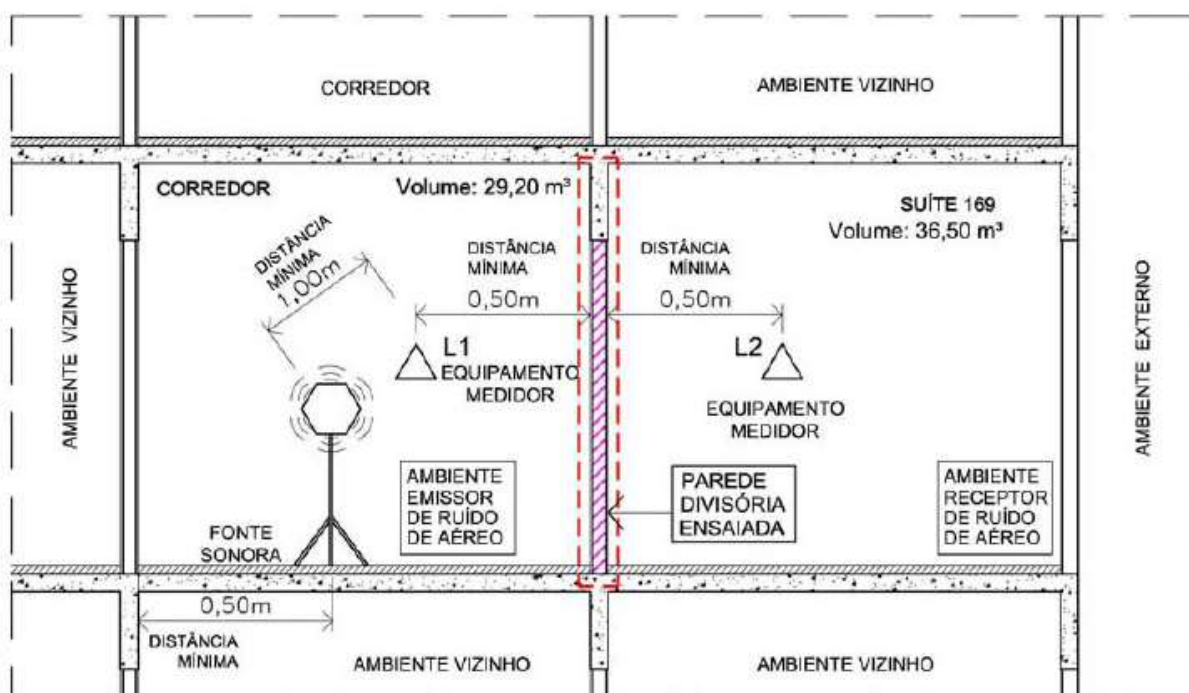 CORREDOR
AMBIENTE VIZINHO
CORREDOR
Volume: 29,20 m³
SUÍTE 169
Volume: 36,50 m³
DISTÂNCIA
MÍNIMA
1,00m
DISTÂNCIA
MÍNIMA
0,50m
DISTÂNCIA
MÍNIMA
0,50m
AMBIENTE VIZINHO
AMBIENTE EXTERNO
L1
EQUIPAMENTO
MEDIDOR
L2
EQUIPAMENTO
MEDIDOR
AMBIENTE
EMISSOR
DE RUÍDO
DE AÉREO
PAREDE
DIVISÓRIA
ENSAIADA
AMBIENTE
RECEPTOR
DE RUÍDO
DE AÉREO
FONTE
SONORA
0,50m
DISTÂNCIA
MÍNIMA
AMBIENTE VIZINHO
AMBIENTE VIZINHO